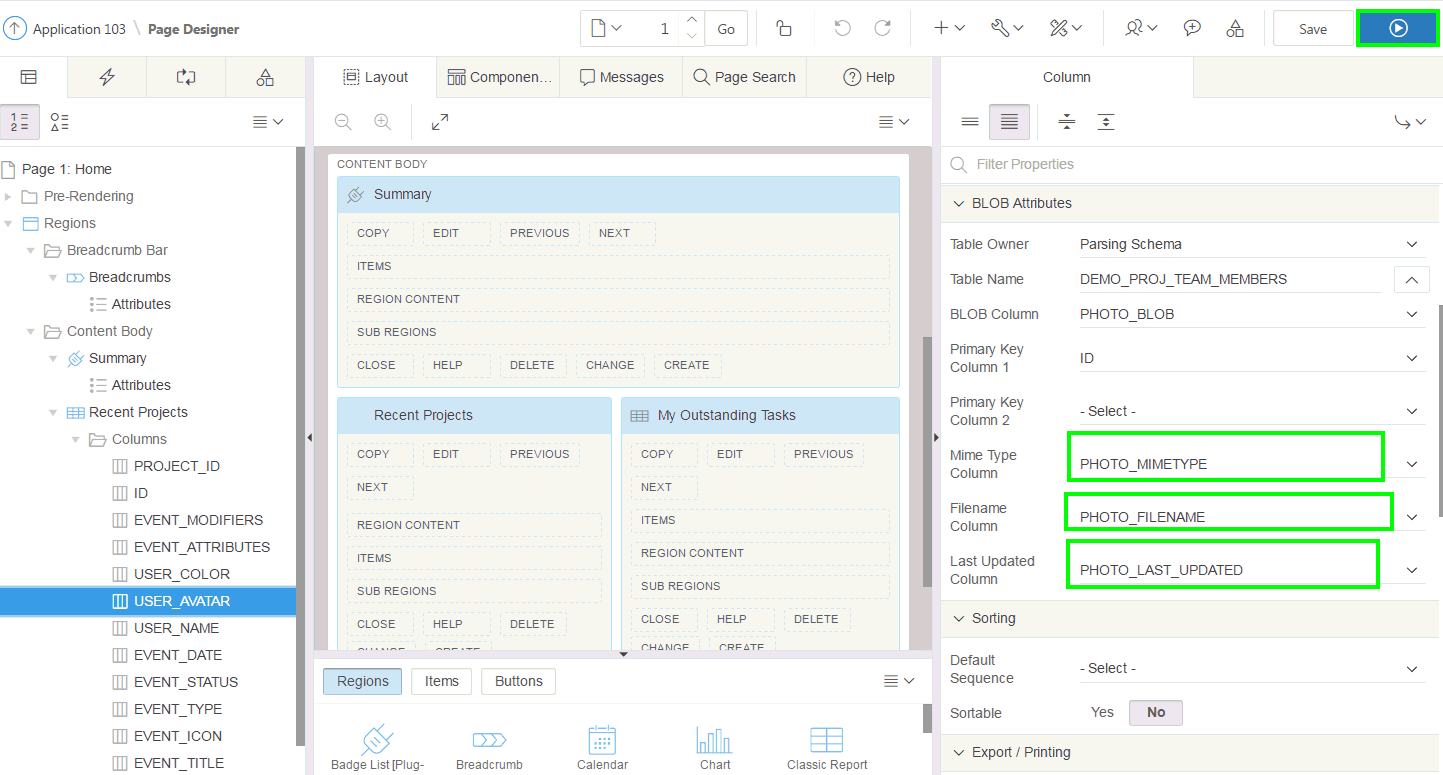 Application 103 \ Page Designer
1
Go
Save
Layout
Componen...
Messages
Page Search
Help
Column
1
2
Page 1: Home
Pre-Rendering
Regions
Breadcrumb Bar
Breadcrumbs
Attributes
Content Body
Summary
Attributes
Recent Projects
Columns
PROJECT_ID
ID
EVENT_MODIFIERS
EVENT_ATTRIBUTES
USER_COLOR
USER_AVATAR
USER_NAME
EVENT_DATE
EVENT_STATUS
EVENT_TYPE
EVENT_ICON
EVENT_TITLE
CONTENT BODY
Summary
COPY EDIT PREVIOUS NEXT
ITEMS
REGION CONTENT
SUB REGIONS
CLOSE HELP DELETE CHANGE CREATE
Recent Projects
COPY EDIT PREVIOUS
NEXT
REGION CONTENT
ITEMS
SUB REGIONS
CLOSE HELP DELETE
CHANGE CREATE
My Outstanding Tasks
COPY EDIT PREVIOUS
NEXT
ITEMS
REGION CONTENT
SUB REGIONS
CLOSE HELP DELETE
CHANGE CREATE
Regions
Items
Buttons
Badge List [Plug-
Breadcrumb
Calendar
Chart
Classic Report
Filter Properties
BLOB Attributes
Table Owner
Parsing Schema
Table Name
DEMO_PROJ_TEAM_MEMBERS
BLOB Column
PHOTO_BLOB
Primary Key
Column 1
ID
Primary Key
Column 2
- Select -
Mime Type
Column
PHOTO_MIMETYPE
Filename
Column
PHOTO_FILENAME
Last Updated
Column
PHOTO_LAST_UPDATED
Sorting
Default
Sequence
- Select -
Sortable
Yes No
Export / Printing